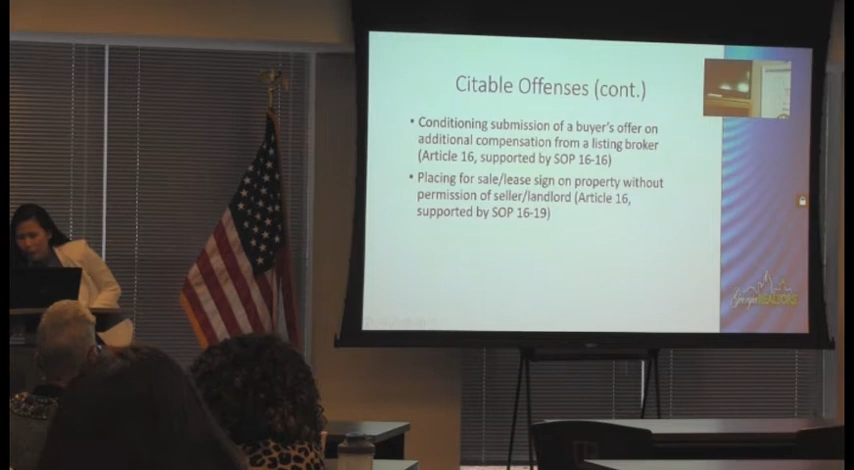 Citable Offenses (cont.)
• Conditioning submission of a buyer's offer on
additional compensation from a listing broker
(Article 16, supported by SOP 16-16)
• Placing for sale/lease sign on property without
permission of seller/landlord (Article 16,
supported by SOP 16-19)
Georgia REALTORS